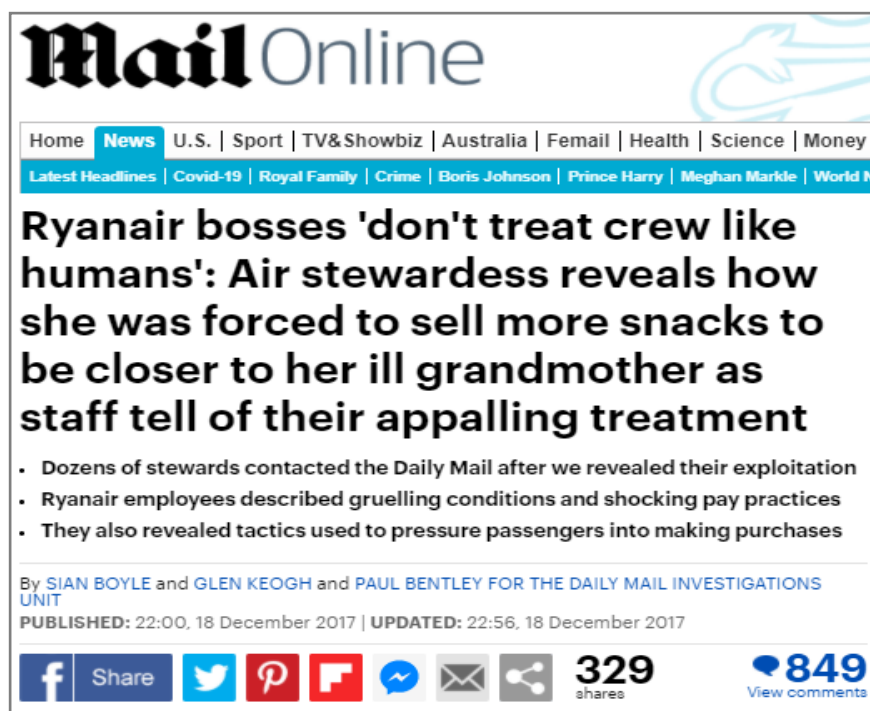 Mail Online
Home News U.S. Sport TV&Showbiz Australia Femail Health Science Money
Latest Headlines Covid-19 Royal Family Crime Boris Johnson Prince Harry Meghan Markle World
Ryanair bosses 'don't treat crew like
humans': Air stewardess reveals how
she was forced to sell more snacks to
be closer to her ill grandmother as
staff tell of their appalling treatment
• Dozens of stewards contacted the Daily Mail after we revealed their exploitation
• Ryanair employees described gruelling conditions and shocking pay practices
• They also revealed tactics used to pressure passengers into making purchases
By SIAN BOYLE and GLEN KEOGH and PAUL BENTLEY FOR THE DAILY MAIL INVESTIGATIONS
UNIT
PUBLISHED: 22:00, 18 December 2017 | UPDATED: 22:56, 18 December 2017
Share 329 849
shares View comments